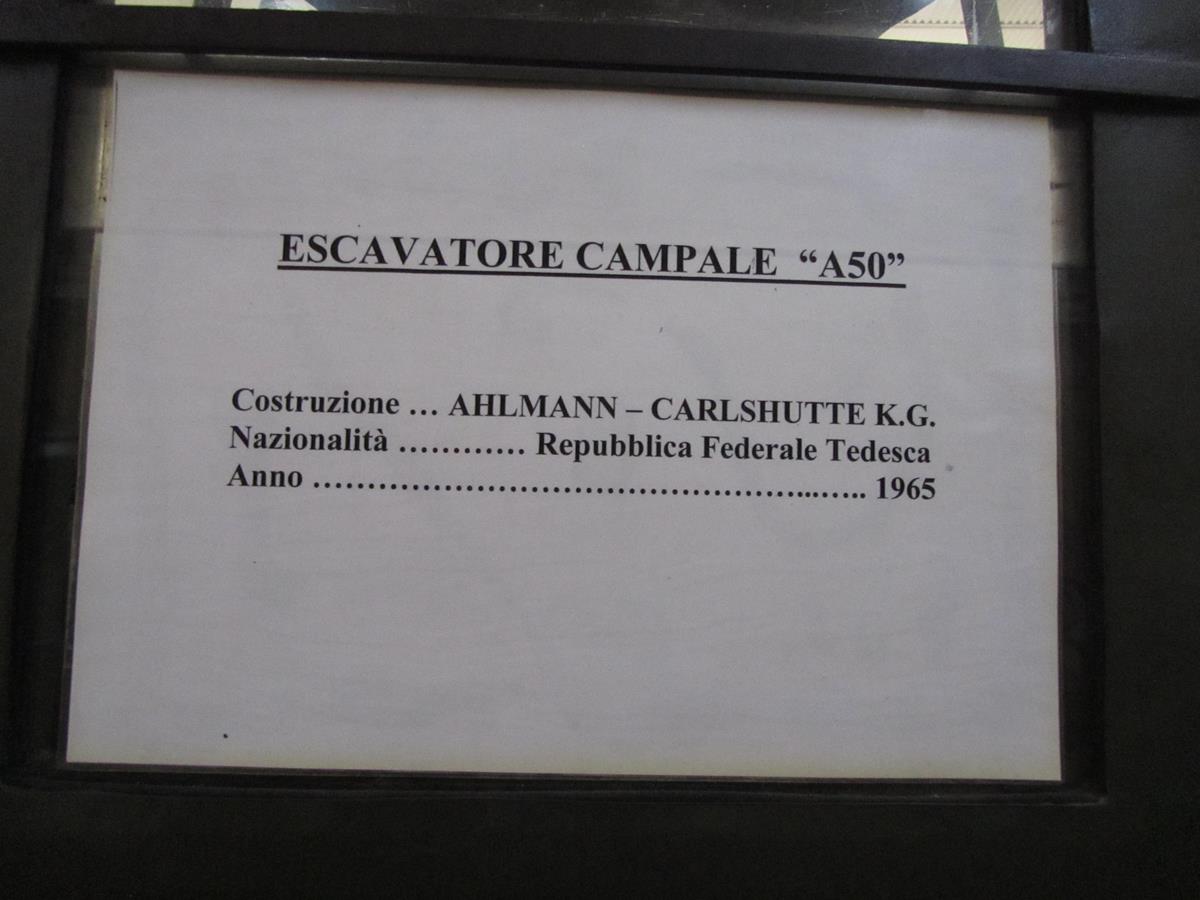 ESCAVATORE CAMPALE “A50”
Costruzione … AHLMANN – CARLSHUTTE K.G.
Nazionalità ………… Repubblica Federale Tedesca
Anno ………………………………………...….. 1965